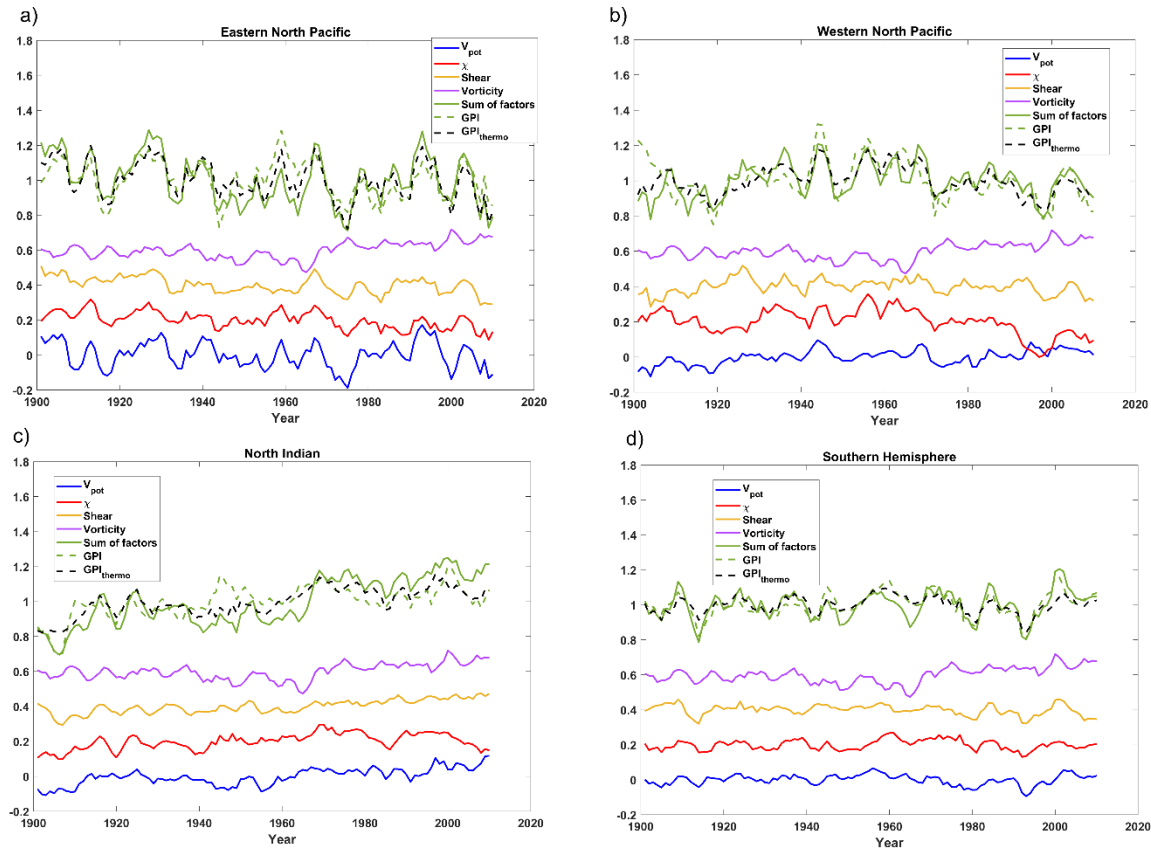 a)
Eastern North Pacific
1.8
1.6
1.4
1.2
1
0.8
0.6
0.4
0.2
0
-0.2
1900 1920 1940 1960 1980 2000 2020
Year
V_pot
χ
Shear
Vorticity
Sum of factors
GPI
GPI_thermo
b)
Western North Pacific
1.8
1.6
1.4
1.2
1
0.8
0.6
0.4
0.2
0
-0.2
1900 1920 1940 1960 1980 2000 2020
Year
V_pot
χ
Shear
Vorticity
Sum of factors
GPI
GPI_thermo
c)
North Indian
1.8
1.6
1.4
1.2
1
0.8
0.6
0.4
0.2
0
-0.2
1900 1920 1940 1960 1980 2000 2020
Year
V_pot
χ
Shear
Vorticity
Sum of factors
GPI
GPI_thermo
d)
Southern Hemisphere
1.8
1.6
1.4
1.2
1
0.8
0.6
0.4
0.2
0
-0.2
1900 1920 1940 1960 1980 2000 2020
Year
V_pot
χ
Shear
Vorticity
Sum of factors
GPI
GPI_thermo